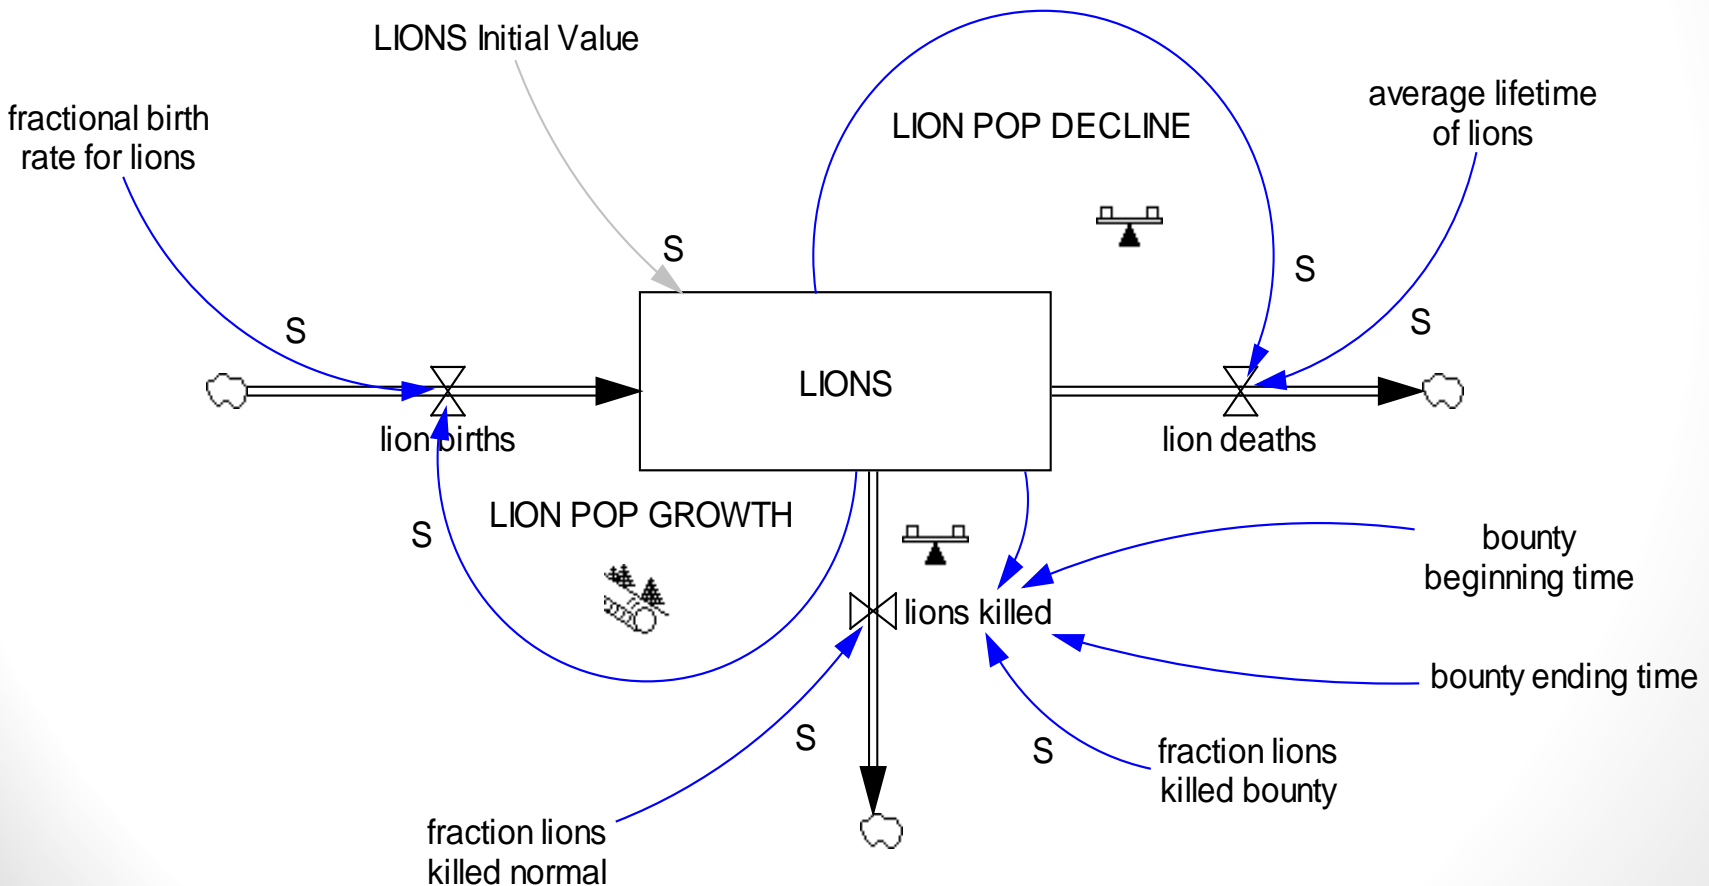 LIONS Initial Value
fractional birth
rate for lions
LION POP DECLINE
average lifetime
of lions
S
S
S
S
LIONS
lion births
lion deaths
LION POP GROWTH
S
bounty
beginning time
lions killed
bounty ending time
S
S
fraction lions
killed bounty
fraction lions
killed normal